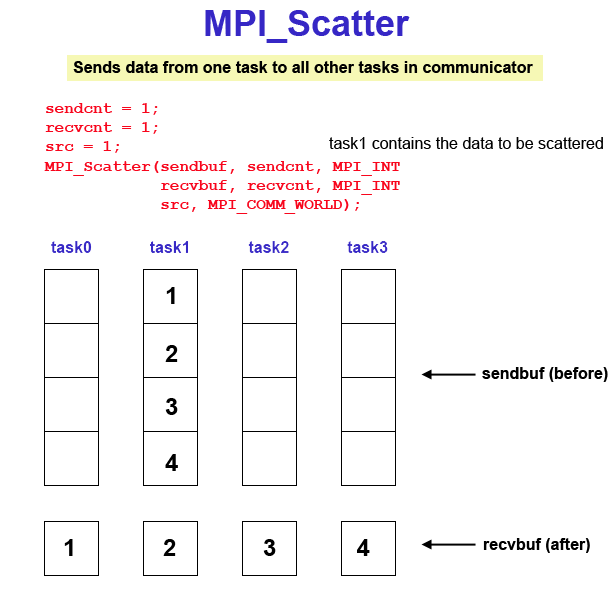 MPI_Scatter
Sends data from one task to all other tasks in communicator
sendcnt = 1;
recvcnt = 1;
src = 1;
task1 contains the data to be scattered
MPI_Scatter(sendbuf, sendcnt, MPI_INT
recvbuf, recvcnt, MPI_INT
src, MPI_COMM_WORLD);
task0 task1 task2 task3
1
2
sendbuf (before)
3
4
1 2 3 4 recvbuf (after)